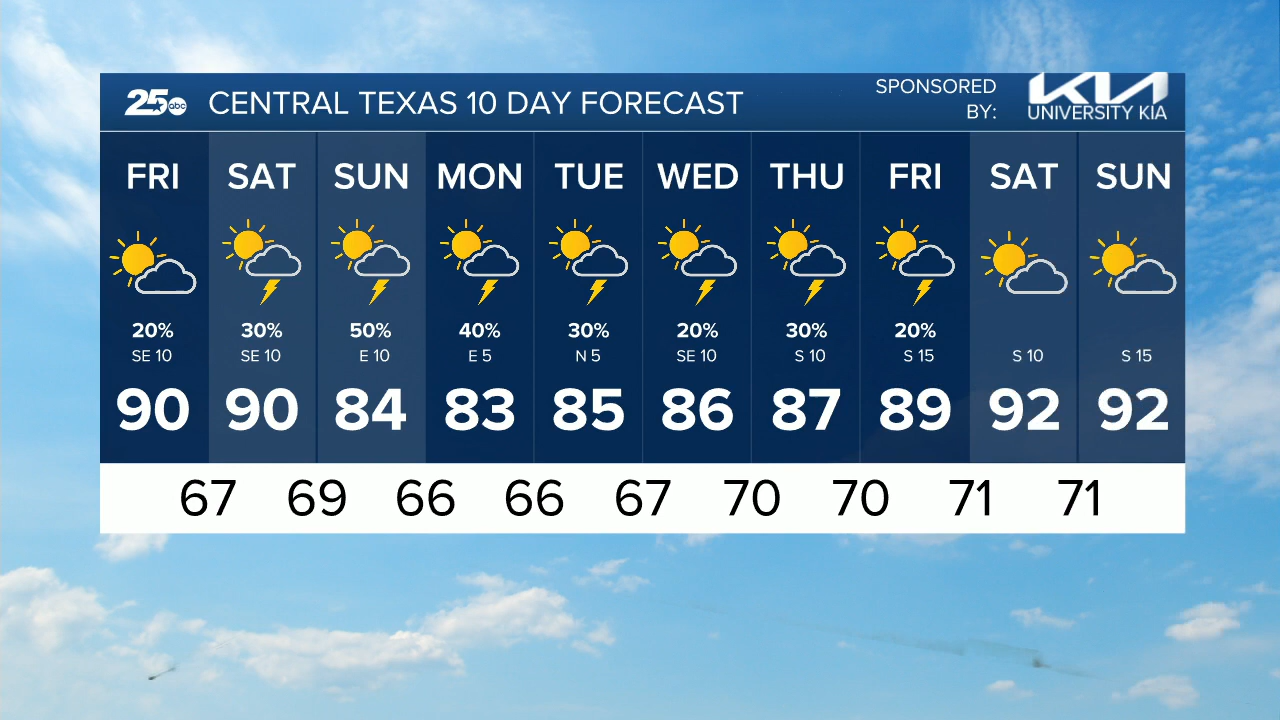 25 abc CENTRAL TEXAS 10 DAY FORECAST SPONSORED BY: KIA UNIVERSITY KIA
FRI SAT SUN MON TUE WED THU FRI SAT SUN
20% 30% 50% 40% 30% 20% 30% 20%
SE 10 SE 10 E 10 E 5 N 5 SE 10 S 10 S 15 S 10 S 15
90 90 84 83 85 86 87 89 92 92
67 69 66 66 67 70 70 71 71